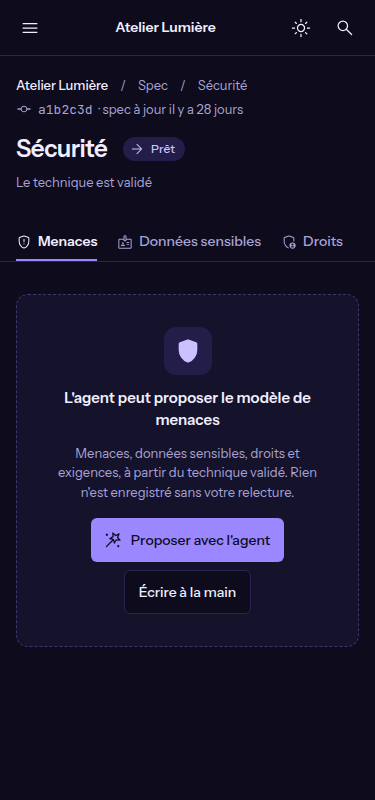 Atelier Lumière
Atelier Lumière / Spec / Sécurité
a1b2c3d · spec à jour il y a 28 jours
Sécurité → Prêt
Le technique est validé
Menaces Données sensibles Droits
L'agent peut proposer le modèle de
menaces
Menaces, données sensibles, droits et
exigences, à partir du technique validé. Rien
n'est enregistré sans votre relecture.
Proposer avec l'agent
Écrire à la main